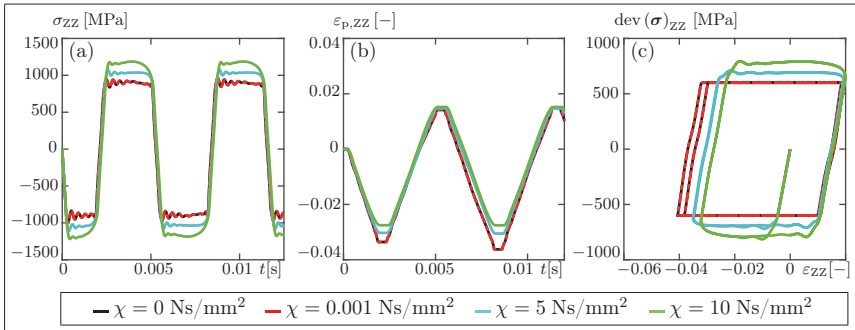 σZZ [MPa]
εp,ZZ [−]
dev (σ)ZZ [MPa]
(a)
(b)
(c)
1500
1000
500
0
−500
−1000
−1500
0
0.005
0.01
t[s]
0.04
0.02
0
−0.02
−0.04
0
0.005
0.01
t[s]
1000
500
0
−500
−1000
−0.06
−0.04
−0.02
0
εZZ[−]
χ = 0 Ns/mm²
χ = 0.001 Ns/mm²
χ = 5 Ns/mm²
χ = 10 Ns/mm²